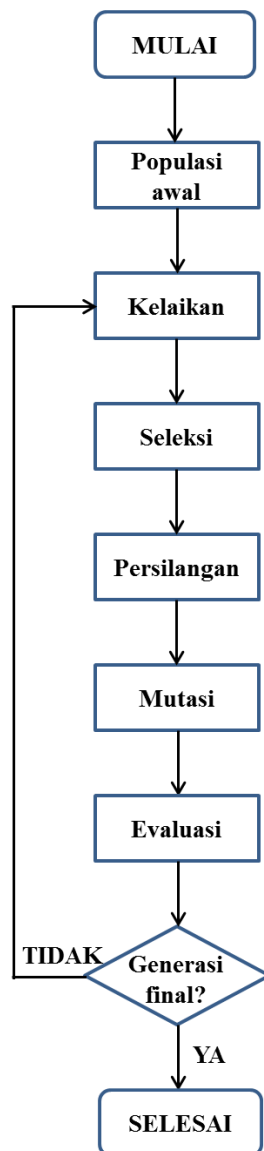 MULAI
Populasi
awal
Kelaikan
Seleksi
Persilangan
Mutasi
Evaluasi
TIDAK
Generasi
final?
YA
SELESAI